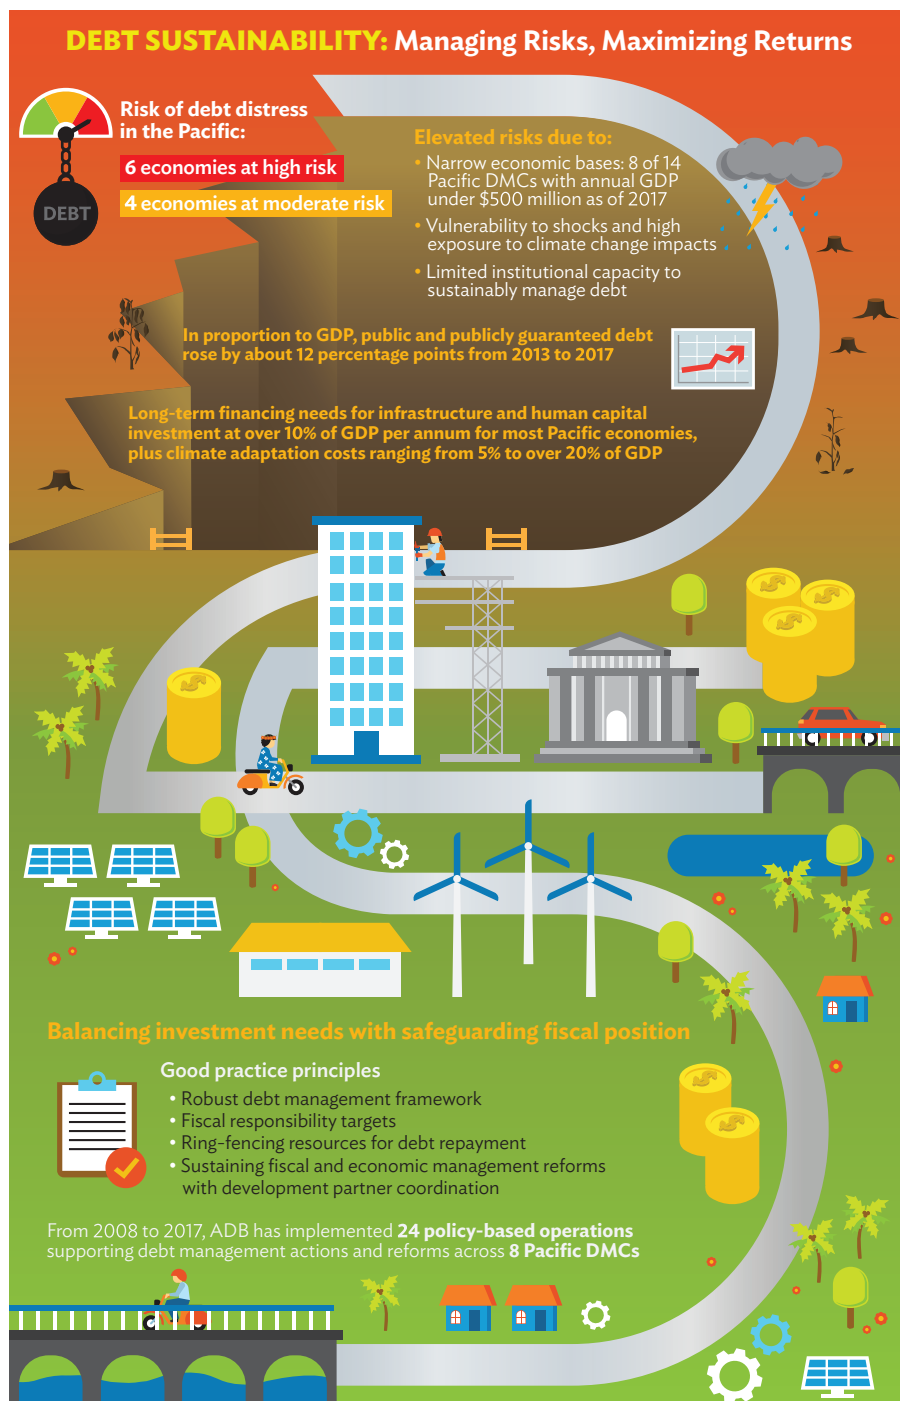 DEBT SUSTAINABILITY: Managing Risks, Maximizing Returns
Risk of debt distress
in the Pacific:
6 economies at high risk
4 economies at moderate risk
DEBT
Elevated risks due to:
• Narrow economic bases: 8 of 14
Pacific DMCs with annual GDP
under $500 million as of 2017
• Vulnerability to shocks and high
exposure to climate change impacts
• Limited institutional capacity to
sustainably manage debt
In proportion to GDP, public and publicly guaranteed debt
rose by about 12 percentage points from 2013 to 2017
Long-term financing needs for infrastructure and human capital
investment at over 10% of GDP per annum for most Pacific economies,
plus climate adaptation costs ranging from 5% to over 20% of GDP
$
$
$
$
Balancing investment needs with safeguarding fiscal position
Good practice principles
• Robust debt management framework
• Fiscal responsibility targets
• Ring-fencing resources for debt repayment
• Sustaining fiscal and economic management reforms
with development partner coordination
$
$
From 2008 to 2017, ADB has implemented 24 policy-based operations
supporting debt management actions and reforms across 8 Pacific DMCs